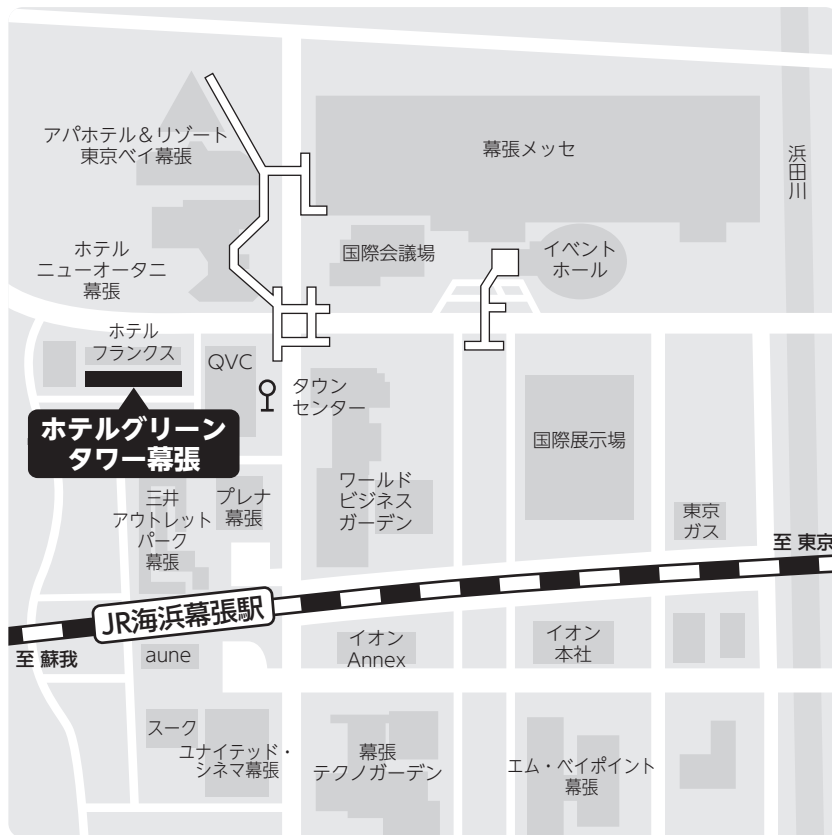 アパホテル＆リゾート
東京ベイ幕張
幕張メッセ
浜田川
ホテル
ニューオータニ
幕張
国際会議場
イベント
ホール
ホテル
フランクス
QVC
タウン
センター
ホテルグリーン
タワー幕張
国際展示場
三井
アウトレット
パーク
幕張
プレナ
幕張
ワールド
ビジネス
ガーデン
東京
ガス
至 東京
JR海浜幕張駅
至 蘇我
aune
イオン
Annex
イオン
本社
スーク
ユナイテッド・
シネマ幕張
幕張
テクノガーデン
エム・ベイポイント
幕張